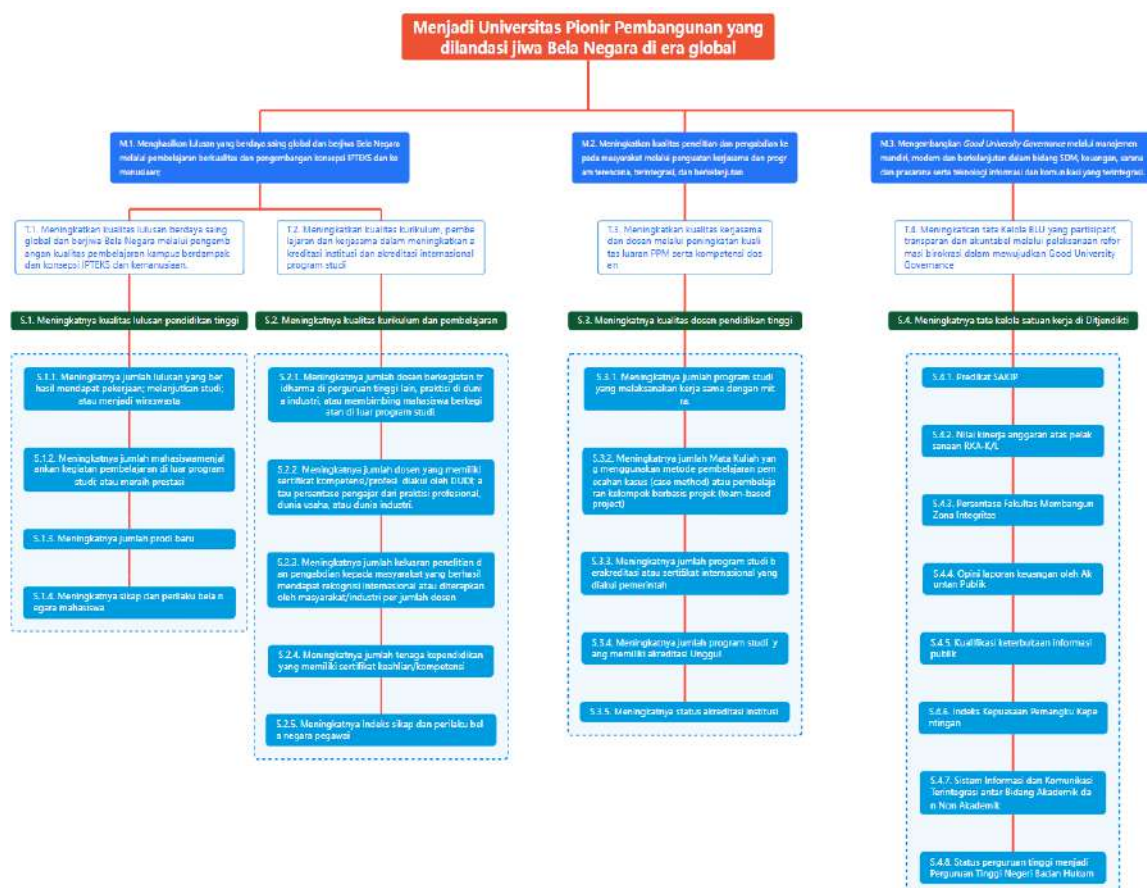 Menjadi Universitas Pionir Pembangunan yang
dilandasi jiwa Bela Negara di era global
M.1. Menghasilkan lulusan yang berdaya saing global dan berjiwa Bela Negara
melalui pembelajaran berkualitas dan pengembangan konsepsi IPTEKS dan ke
manusiaan;
M.2. Meningkatkan kualitas penelitian dan pengabdian ke
pada masyarakat melalui penguatan kerjasama dan progr
am terencana, terintegrasi, dan berkelanjutan
M.3. Mengembangkan Good University Governance melalui manajemen
mandiri, modern dan berkelanjutan dalam bidang SDM, keuangan, sarana
dan prasarana serta teknologi informasi dan komunikasi yang terintegrasi.
T.1. Meningkatkan kualitas lulusan berdaya saing
global dan berjiwa Bela Negara melalui pengemb
angan kualitas pembelajaran kampus berdampak
dan konsepsi IPTEKS dan kemanusiaan.
T.2. Meningkatkan kualitas kurikulum, pembe
lajaran dan kerjasama dalam meningkatkan a
kreditasi institusi dan akreditasi internasional
program studi
T.3. Meningkatkan kualitas kerjasama
dan dosen melalui peningkatan kuali
tas luaran PPM serta kompetensi dos
en
T.4. Meningkatkan tata Kelola BLU yang partisipatif,
transparan dan akuntabel melalui pelaksanaan refor
masi birokrasi dalam mewujudkan Good University
Governance
S.1. Meningkatnya kualitas lulusan pendidikan tinggi
S.2. Meningkatnya kualitas kurikulum dan pembelajaran
S.3. Meningkatnya kualitas dosen pendidikan tinggi
S.4. Meningkatnya tata kelola satuan kerja di Ditjendikti
S.1.1. Meningkatnya jumlah lulusan yang ber
hasil mendapat pekerjaan; melanjutkan studi;
atau menjadi wiraswasta
S.1.2. Meningkatnya jumlah mahasiswamenjal
ankan kegiatan pembelajaran di luar program
studi; atau meraih prestasi
S.1.3. Meningkatnya jumlah prodi baru
S.1.4. Meningkatnya sikap dan perilaku bela n
egara mahasiswa
S.2.1. Meningkatnya jumlah dosen berkegiatan tr
idharma di perguruan tinggi lain, praktisi di duni
a industri, atau membimbing mahasiswa berkegi
atan di luar program studi
S.2.2. Meningkatnya jumlah dosen yang memiliki
sertifikat kompetensi/profesi diakui oleh DUDI; a
tau persentase pengajar dari praktisi profesional,
dunia usaha, atau dunia industri.
S.2.3. Meningkatnya jumlah keluaran penelitian d
an pengabdian kepada masyarakat yang berhasil
mendapat rekognisi internasional atau diterapkan
oleh masyarakat/industri per jumlah dosen
S.2.4. Meningkatnya jumlah tenaga kependidikan
yang memiliki sertifikat keahlian/kompetensi
S.2.5. Meningkatnya Indeks sikap dan perilaku bel
a negara pegawai
S.3.1. Meningkatnya jumlah program studi
yang melaksanakan kerja sama dengan mit
ra.
S.3.2. Meningkatnya jumlah Mata Kuliah yan
g menggunakan metode pembelajaran pem
ecahan kasus (case method) atau pembelaja
ran kelompok berbasis projek (team-based
project)
S.3.3. Meningkatnya jumlah program studi b
erakreditasi atau sertifikat internasional yang
diakui pemerintah
S.3.4. Meningkatnya jumlah program studi y
ang memiliki akreditasi Unggul
S.3.5. Meningkatnya status akreditasi institusi
S.4.1. Predikat SAKIP
S.4.2. Nilai kinerja anggaran atas pelak
sanaan RKA-K/L
S.4.3. Persentase Fakultas Membangun
Zona Integritas
S.4.4. Opini laporan keuangan oleh Ak
untan Publik
S.4.5. Kualifikasi keterbukaan informasi
publik
S.4.6. Indeks Kepuasaan Pemangku Kepe
ntingan
S.4.7. Sistem Informasi dan Komunikasi
Terintegrasi antar Bidang Akademik da
n Non Akademik
S.4.8. Status perguruan tinggi menjadi
Perguruan Tinggi Negeri Badan Hukum